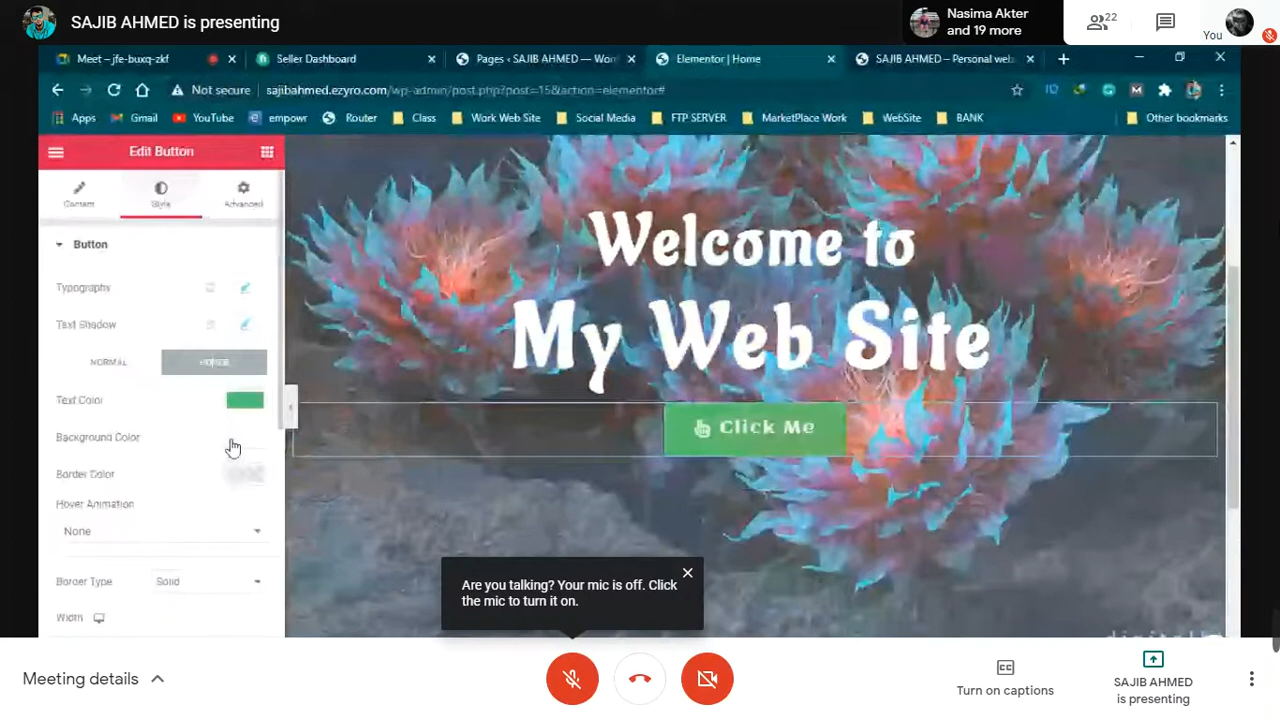 SAJIB AHMED is presenting
Nasima Akter
and 19 more
22
You
Meet – jfe-buxq-zkf
Seller Dashboard
Pages ‹ SAJIB AHMED — Wor
Elementor | Home
SAJIB AHMED – Personal web
Not secure
sajibahmed.ezyro.com/wp-admin/post.php?post=15&action=elementor#
Apps
Gmail
YouTube
empowr
Router
Class
Work Web Site
Social Media
FTP SERVER
MarketPlace Work
WebSite
BANK
Other bookmarks
Edit Button
Content
Style
Advanced
Button
Typography
Text Shadow
NORMAL
HOVER
Text Color
Background Color
Border Color
Hover Animation
None
Border Type
Solid
Width
Welcome to
My Web Site
Click Me
Are you talking? Your mic is off. Click
the mic to turn it on.
Meeting details
CC
Turn on captions
SAJIB AHMED
is presenting